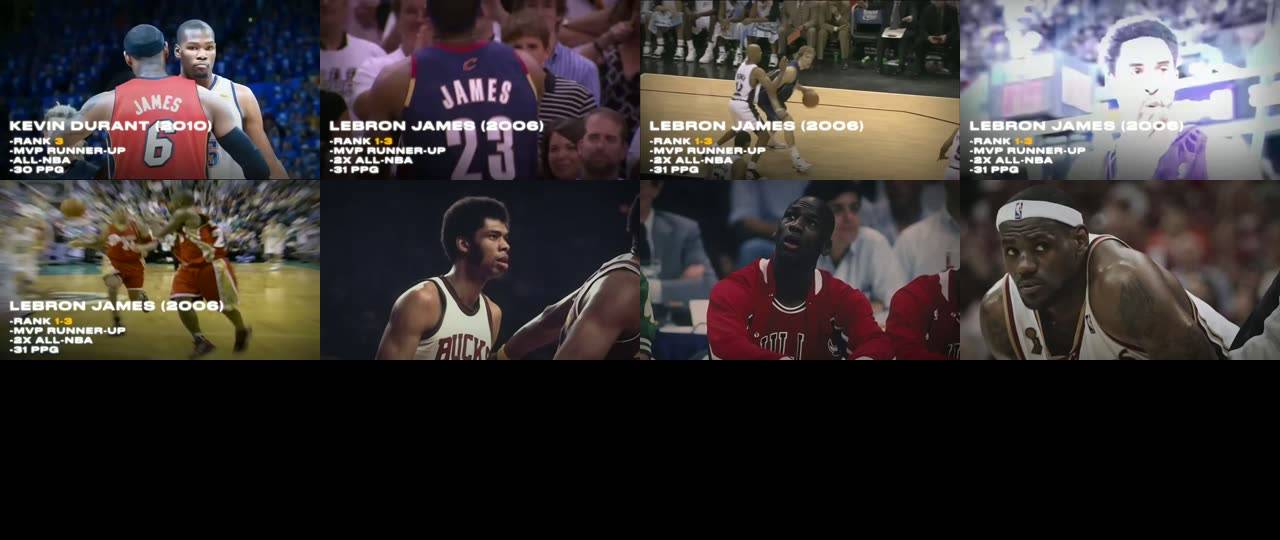 JAMES
6
KEVIN DURANT (2010)
-RANK 3
-MVP RUNNER-UP
-ALL-NBA
-30 PPG
JAMES
23
LEBRON JAMES (2006)
-RANK 1-3
-MVP RUNNER-UP
-2X ALL-NBA
-31 PPG
LEBRON JAMES (2006)
-RANK 1-3
-MVP RUNNER-UP
-2X ALL-NBA
-31 PPG
LEBRON JAMES (2006)
-RANK 1-3
-MVP RUNNER-UP
-2X ALL-NBA
-31 PPG
LEBRON JAMES (2006)
-RANK 1-3
-MVP RUNNER-UP
-2X ALL-NBA
-31 PPG
BUCKS